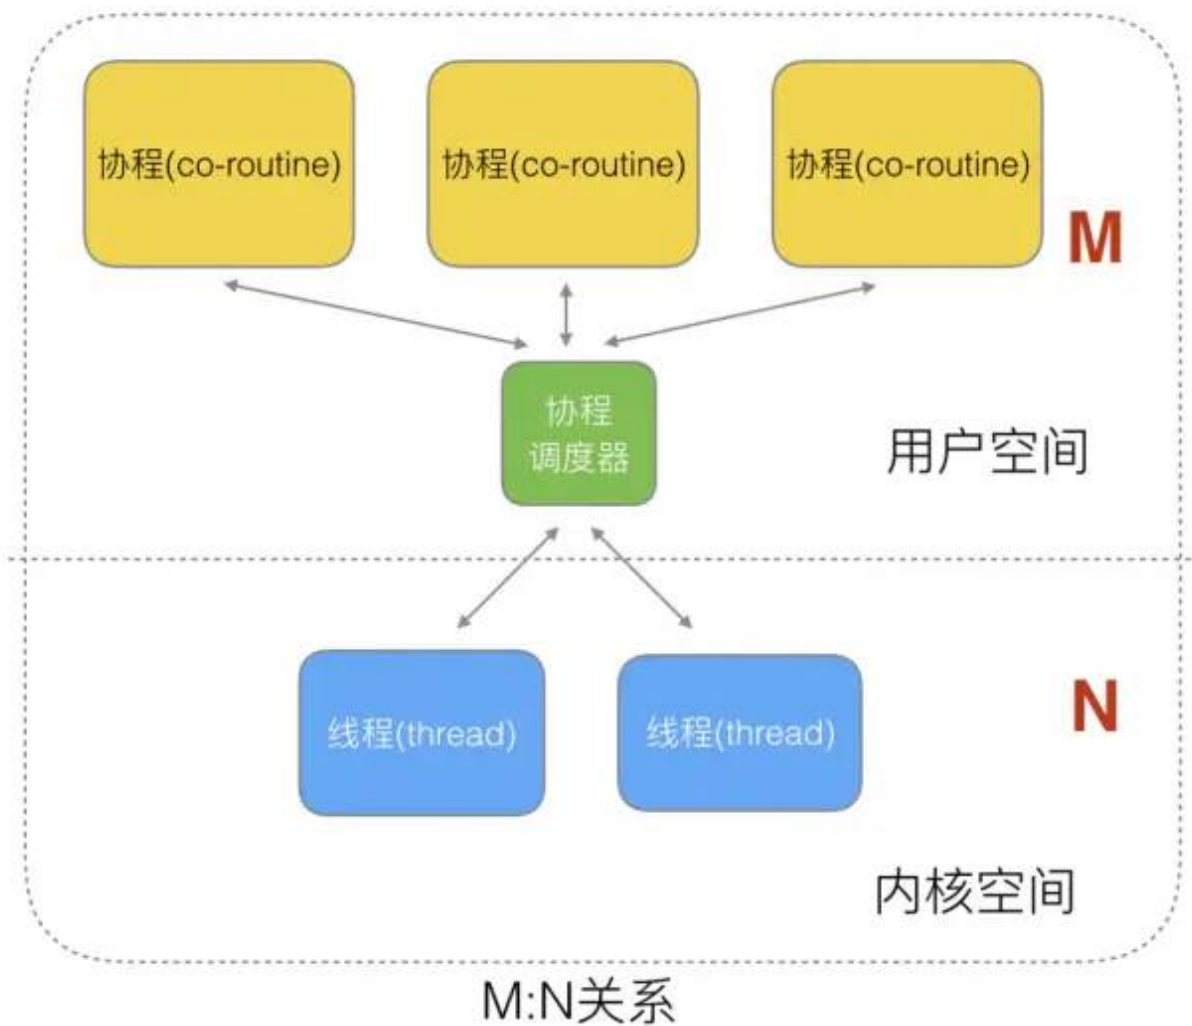 协程(co-routine)
协程(co-routine)
协程(co-routine)
M
协程
调度器
用户空间
线程(thread)
线程(thread)
N
内核空间
M:N关系